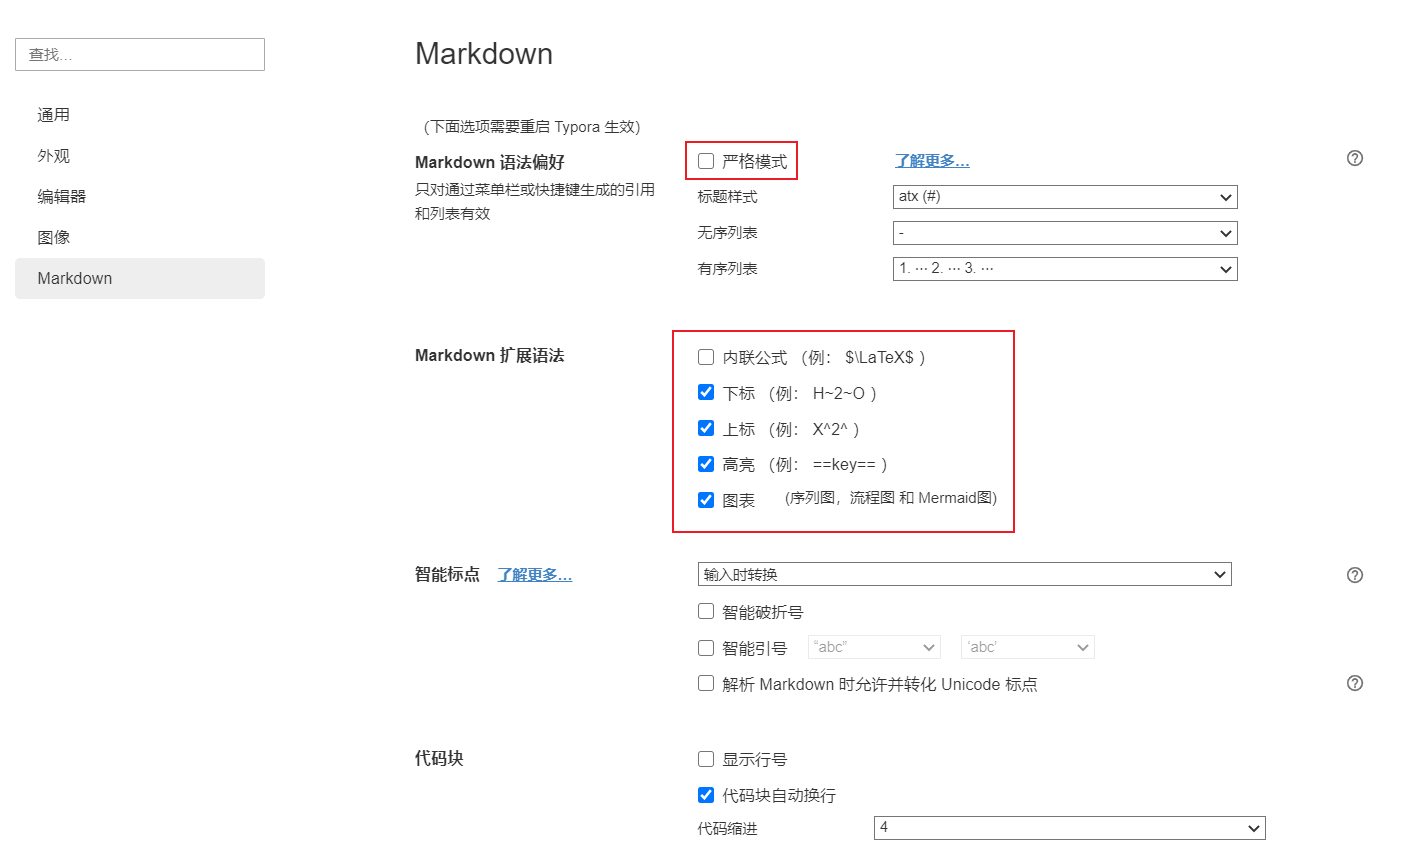 查找...
通用
外观
编辑器
图像
Markdown
Markdown
（下面选项需要重启 Typora 生效）
Markdown 语法偏好
只对通过菜单栏或快捷键生成的引用
和列表有效
严格模式
了解更多...
标题样式
atx (#)
无序列表
-
有序列表
1. ··· 2. ··· 3. ···
Markdown 扩展语法
内联公式 （例： $\LaTeX$ ）
下标 （例： H~2~O ）
上标 （例： X^2^ ）
高亮 （例： ==key== ）
图表 (序列图，流程图 和 Mermaid图)
智能标点 了解更多...
输入时转换
智能破折号
智能引号 “abc” ‘abc’
解析 Markdown 时允许并转化 Unicode 标点
代码块
显示行号
代码块自动换行
代码缩进
4